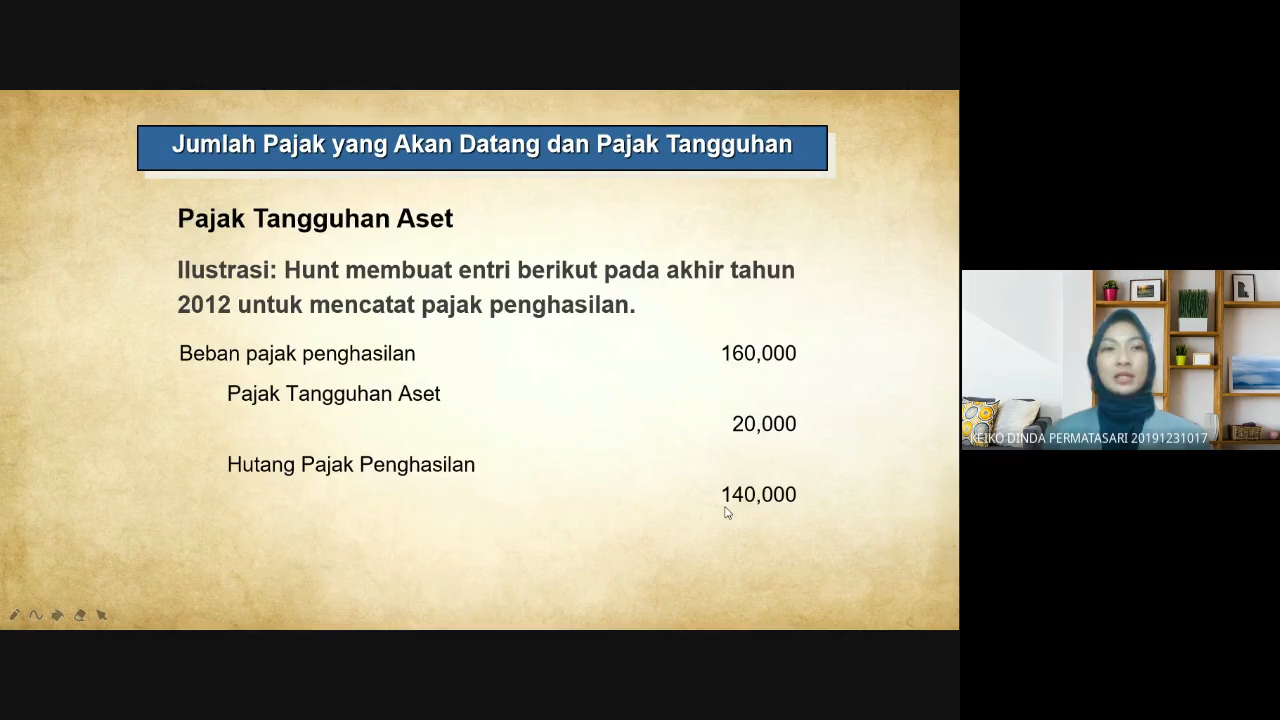 Jumlah Pajak yang Akan Datang dan Pajak Tangguhan
Pajak Tangguhan Aset
Ilustrasi: Hunt membuat entri berikut pada akhir tahun
2012 untuk mencatat pajak penghasilan.
Beban pajak penghasilan 160,000
Pajak Tangguhan Aset
20,000
Hutang Pajak Penghasilan
140,000
KEIKO DINDA PERMATASARI 20191231017